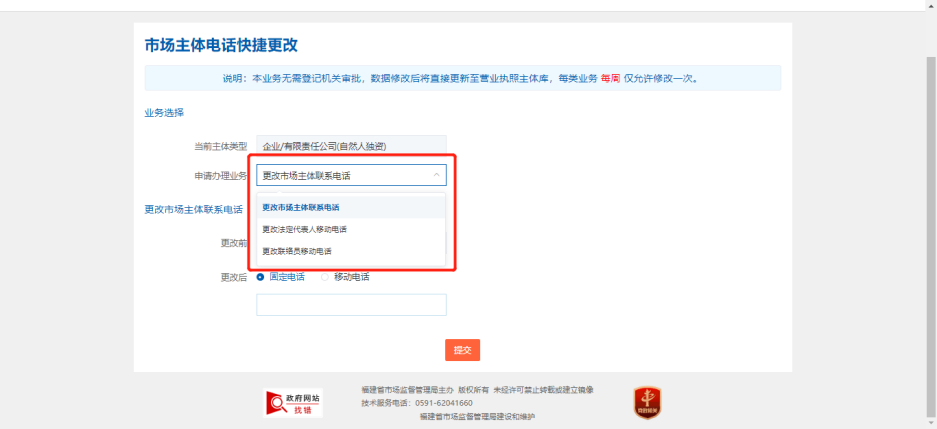 市场主体电话快捷更改
说明：本业务无需登记机关审批，数据修改后将直接更新至营业执照主体库，每类业务 每周 仅允许修改一次。
业务选择
当前主体类型 企业/有限责任公司(自然人独资)
申请办理业务 更改市场主体联系电话
更改市场主体联系电话
更改市场主体联系电话
更改法定代表人移动电话
更改前
更改联络员移动电话
更改后 固定电话 移动电话
提交
政府网站
找错
福建省市场监督管理局主办 版权所有 未经许可禁止转载或建立镜像
技术服务电话：0591-62041660
福建省市场监督管理局建设和维护